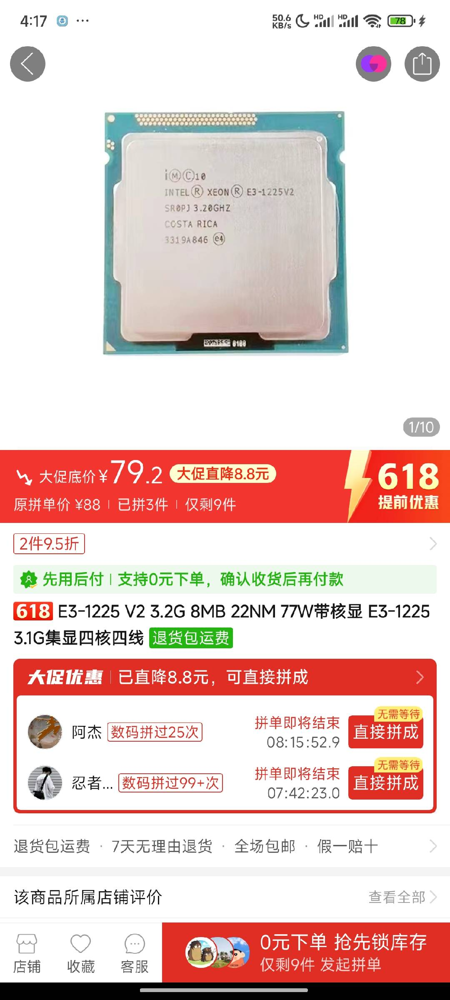 4:17 ...
50.6 KB/s HD HD 78
i Ⓜ Ⓒ10
INTEL® XEON® E3-1225V2
SR0PJ 3.20GHZ
COSTA RICA
3319A846 e4
0100
1/10
大促底价 ¥79.2 大促直降8.8元
618
原拼单价 ¥88 | 已拼3件 | 仅剩9件
提前优惠
2件9.5折
先用后付 | 支持0元下单，确认收货后再付款
618 E3-1225 V2 3.2G 8MB 22NM 77W带核显 E3-1225
3.1G集显四核四线 退货包运费
大促优惠 | 已直降8.8元，可直接拼成
阿杰 数码拼过25次
拼单即将结束
08:15:52.9
无需等待
直接拼成
忍者... 数码拼过99+次
拼单即将结束
07:42:23.0
无需等待
直接拼成
退货包运费 · 7天无理由退货 · 全场包邮 · 假一赔十
该商品所属店铺评价 查看全部
店铺 收藏 客服
0元下单 抢先锁库存
仅剩9件 发起拼单